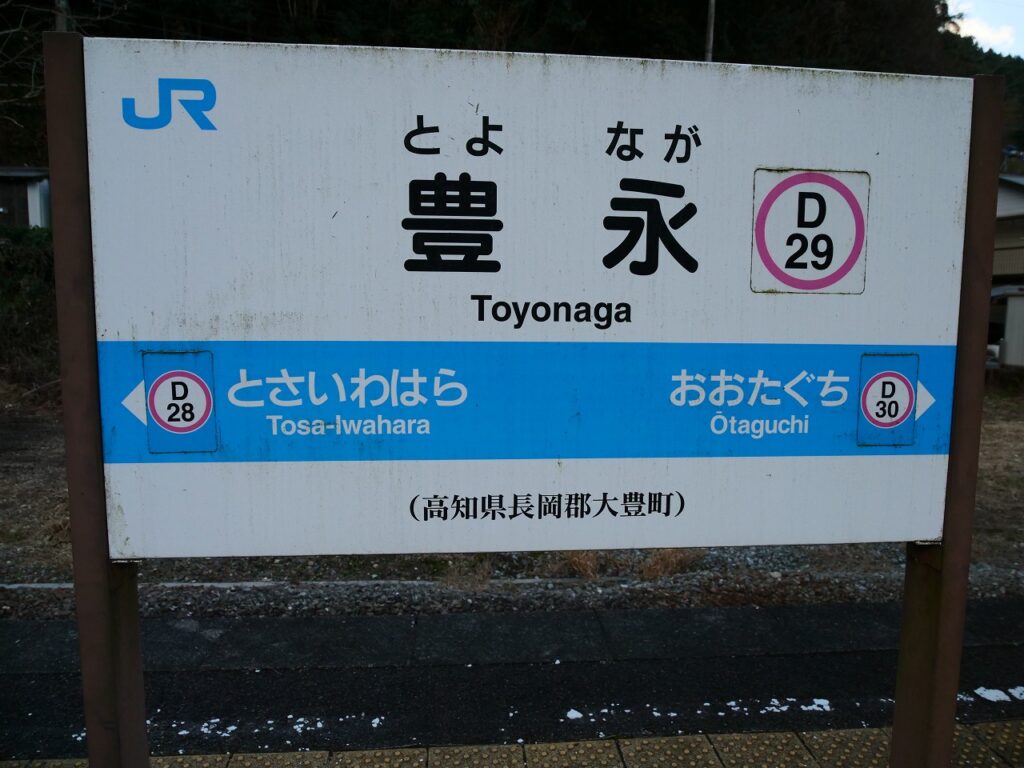 JR
とよ なが
豊永
D
29
Toyonaga
D
28
とさいわはら
Tosa-Iwahara
おおたぐち
Ōtaguchi
D
30
(高知県長岡郡大豊町)